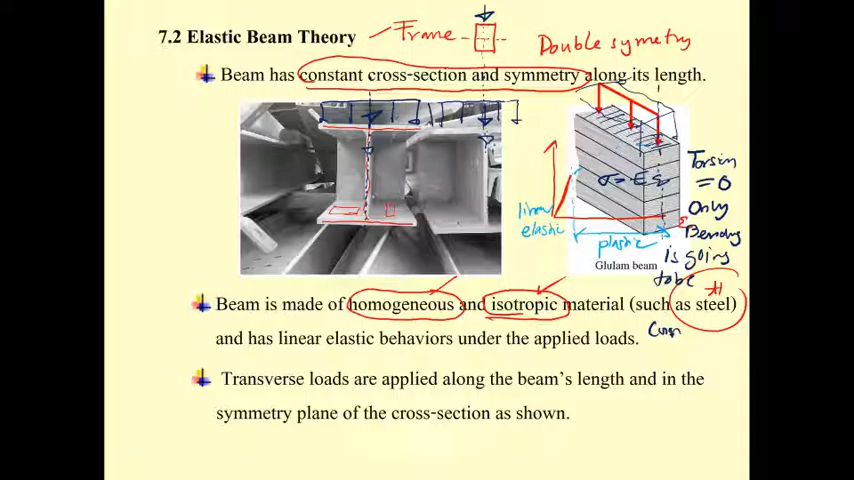 7.2 Elastic Beam Theory
Frame
Double symetry
Beam has constant cross-section and symmetry along its length.
σ = E ε
linear
elastic
plastic
Torsion
= 0
Only
Bending
is going
to be
Glulam beam
Beam is made of homogeneous and isotropic material (such as steel)
and has linear elastic behaviors under the applied loads.
Transverse loads are applied along the beam’s length and in the
symmetry plane of the cross-section as shown.